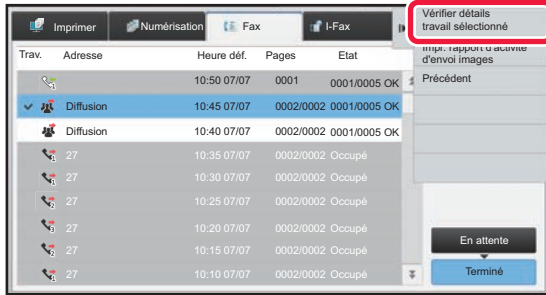 Imprimer Numérisation Fax I-Fax
Vérifier détails
travail sélectionné
Impr. rapport d'activité
d'envoi images
Précédent
Trav. Adresse Heure déf. Pages Etat
10:50 07/07 0001 0001/0005 OK
Diffusion 10:45 07/07 0002/0002 0001/0005 OK
Diffusion 10:40 07/07 0002/0002 0001/0005 OK
27 10:35 07/07 0002/0002 Occupé
27 10:30 07/07 0002/0002 Occupé
27 10:25 07/07 0002/0002 Occupé
27 10:20 07/07 0002/0002 Occupé
27 10:15 07/07 0002/0002 Occupé
27 10:10 07/07 0002/0002 Occupé
En attente
Terminé